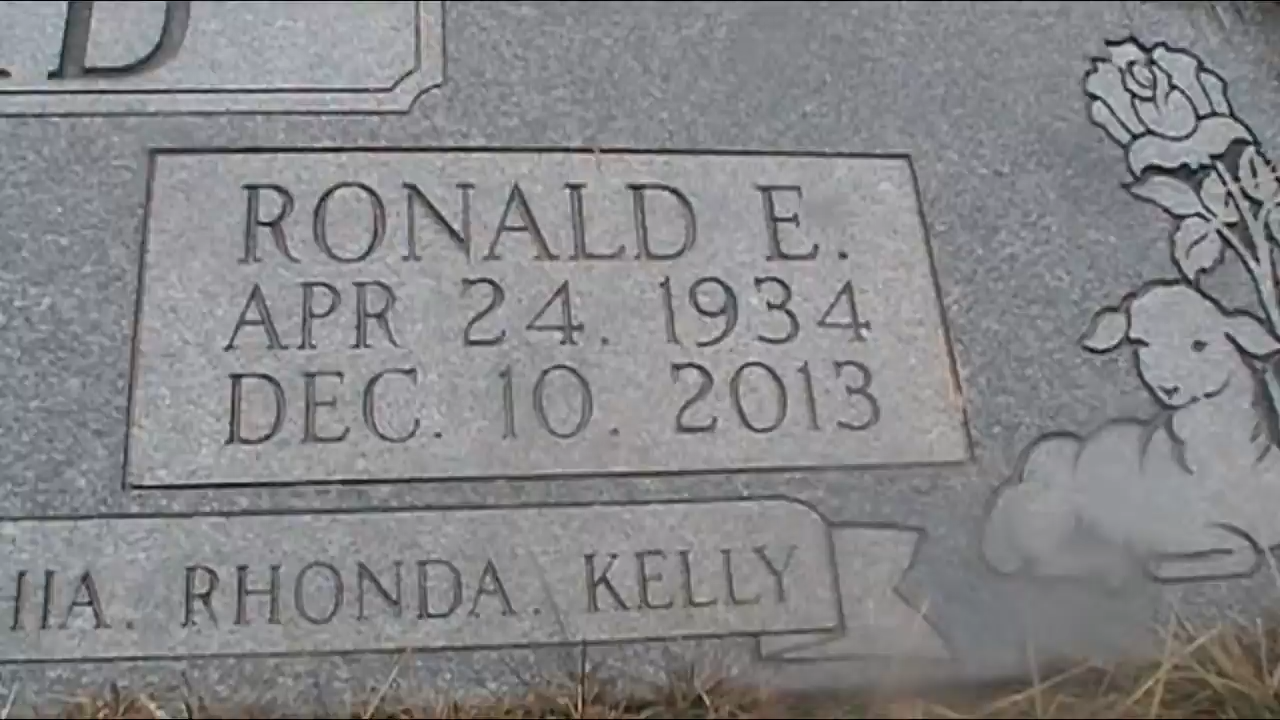 RONALD E.
APR 24. 1934
DEC. 10. 2013
RHONDA. KELLY